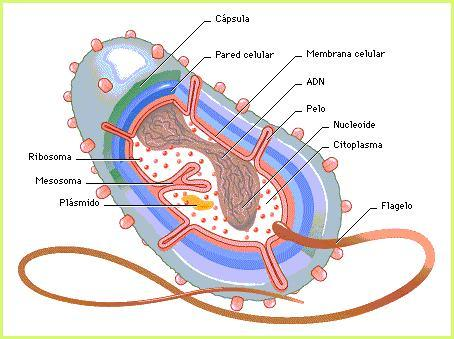 Cápsula
Pared celular
Membrana celular
ADN
Pelo
Nucleoide
Citoplasma
Ribosoma
Mesosoma
Plásmido
Flagelo